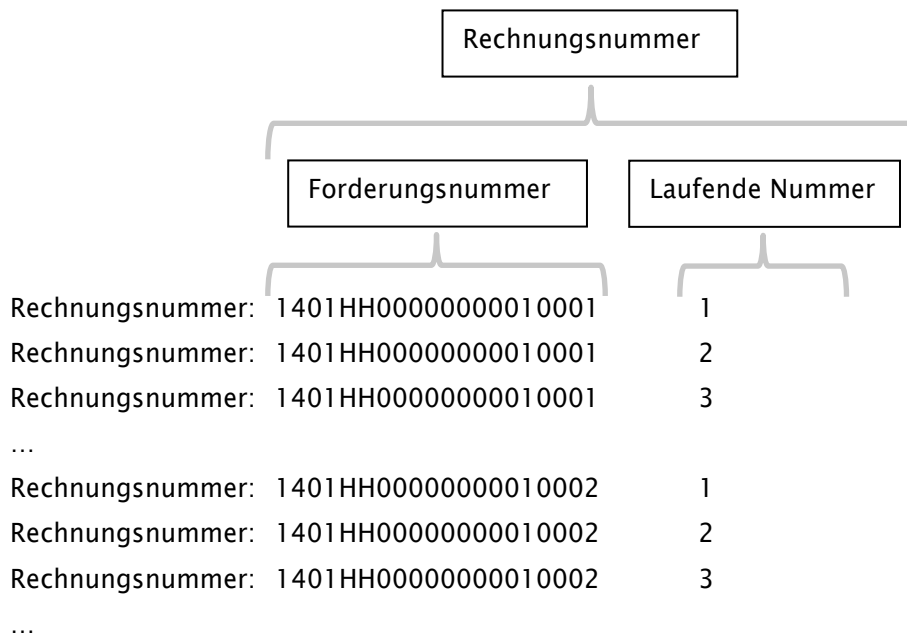 Rechnungsnummer
Forderungsnummer Laufende Nummer
Rechnungsnummer: 1401HH00000000010001 1
Rechnungsnummer: 1401HH00000000010001 2
Rechnungsnummer: 1401HH00000000010001 3
…
Rechnungsnummer: 1401HH00000000010002 1
Rechnungsnummer: 1401HH00000000010002 2
Rechnungsnummer: 1401HH00000000010002 3
…